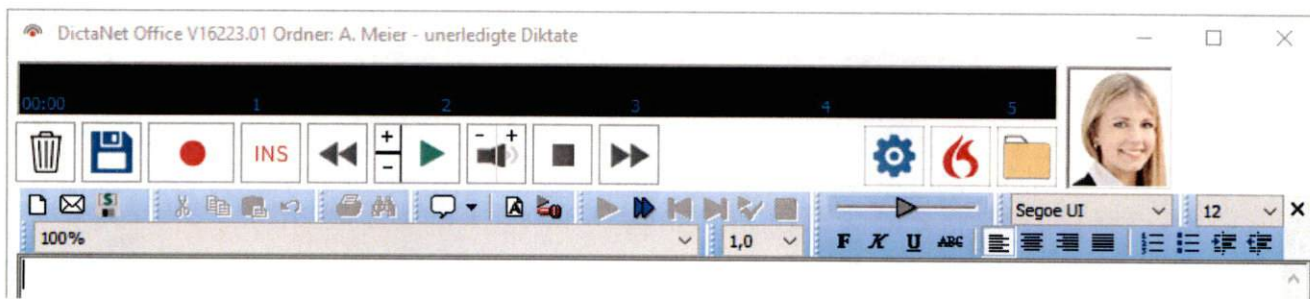 DictaNet Office V16223.01 Ordner: A. Meier - unerledigte Diktate
00:00 1 2 3 4 5
INS
Segoe UI 12
100% 1,0 F K U ABC